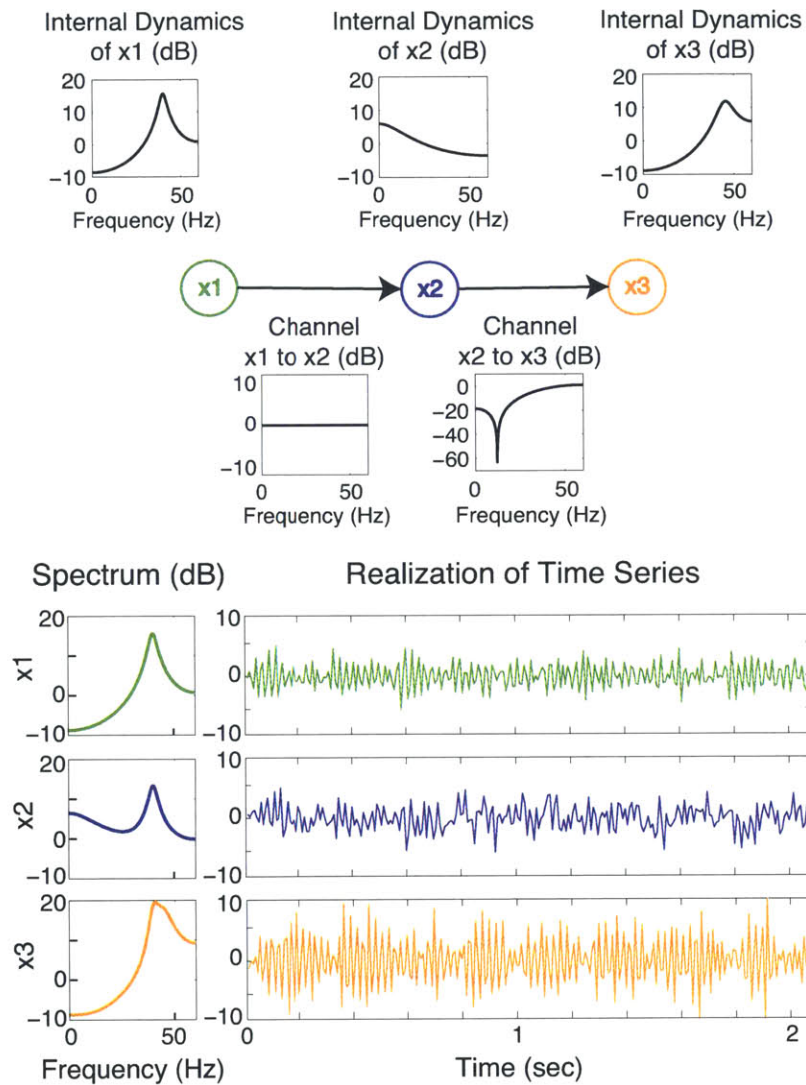 Internal Dynamics of x1 (dB)
Internal Dynamics of x2 (dB)
Internal Dynamics of x3 (dB)
20
10
0
−10
0
50
Frequency (Hz)
20
10
0
−10
0
50
Frequency (Hz)
20
10
0
−10
0
50
Frequency (Hz)
x1
x2
x3
Channel
x1 to x2 (dB)
10
0
−10
0
50
Frequency (Hz)
Channel
x2 to x3 (dB)
0
−20
−40
−60
0
50
Frequency (Hz)
Spectrum (dB)
Realization of Time Series
x1
20
10
0
−10
10
0
−10
x2
20
10
0
−10
10
0
−10
x3
20
10
0
−10
10
0
−10
0
50
Frequency (Hz)
0
1
2
Time (sec)